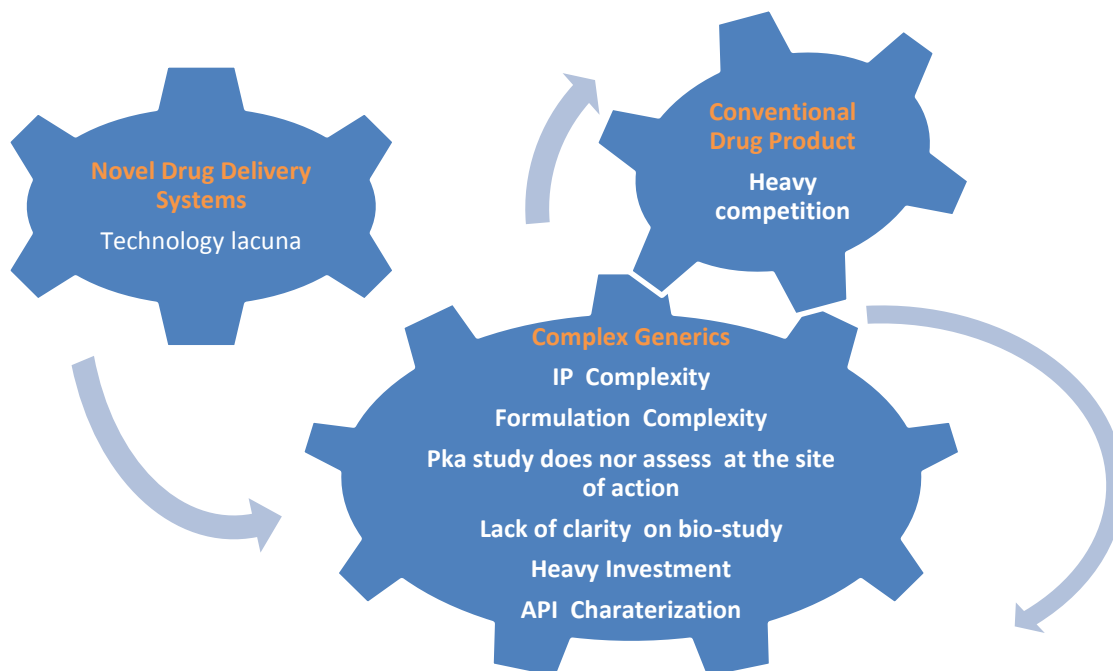 Novel Drug Delivery
Systems
Technology lacuna
Conventional
Drug Product
Heavy
competition
Complex Generics
IP Complexity
Formulation Complexity
Pka study does nor assess at the site
of action
Lack of clarity on bio-study
Heavy Investment
API Charaterization